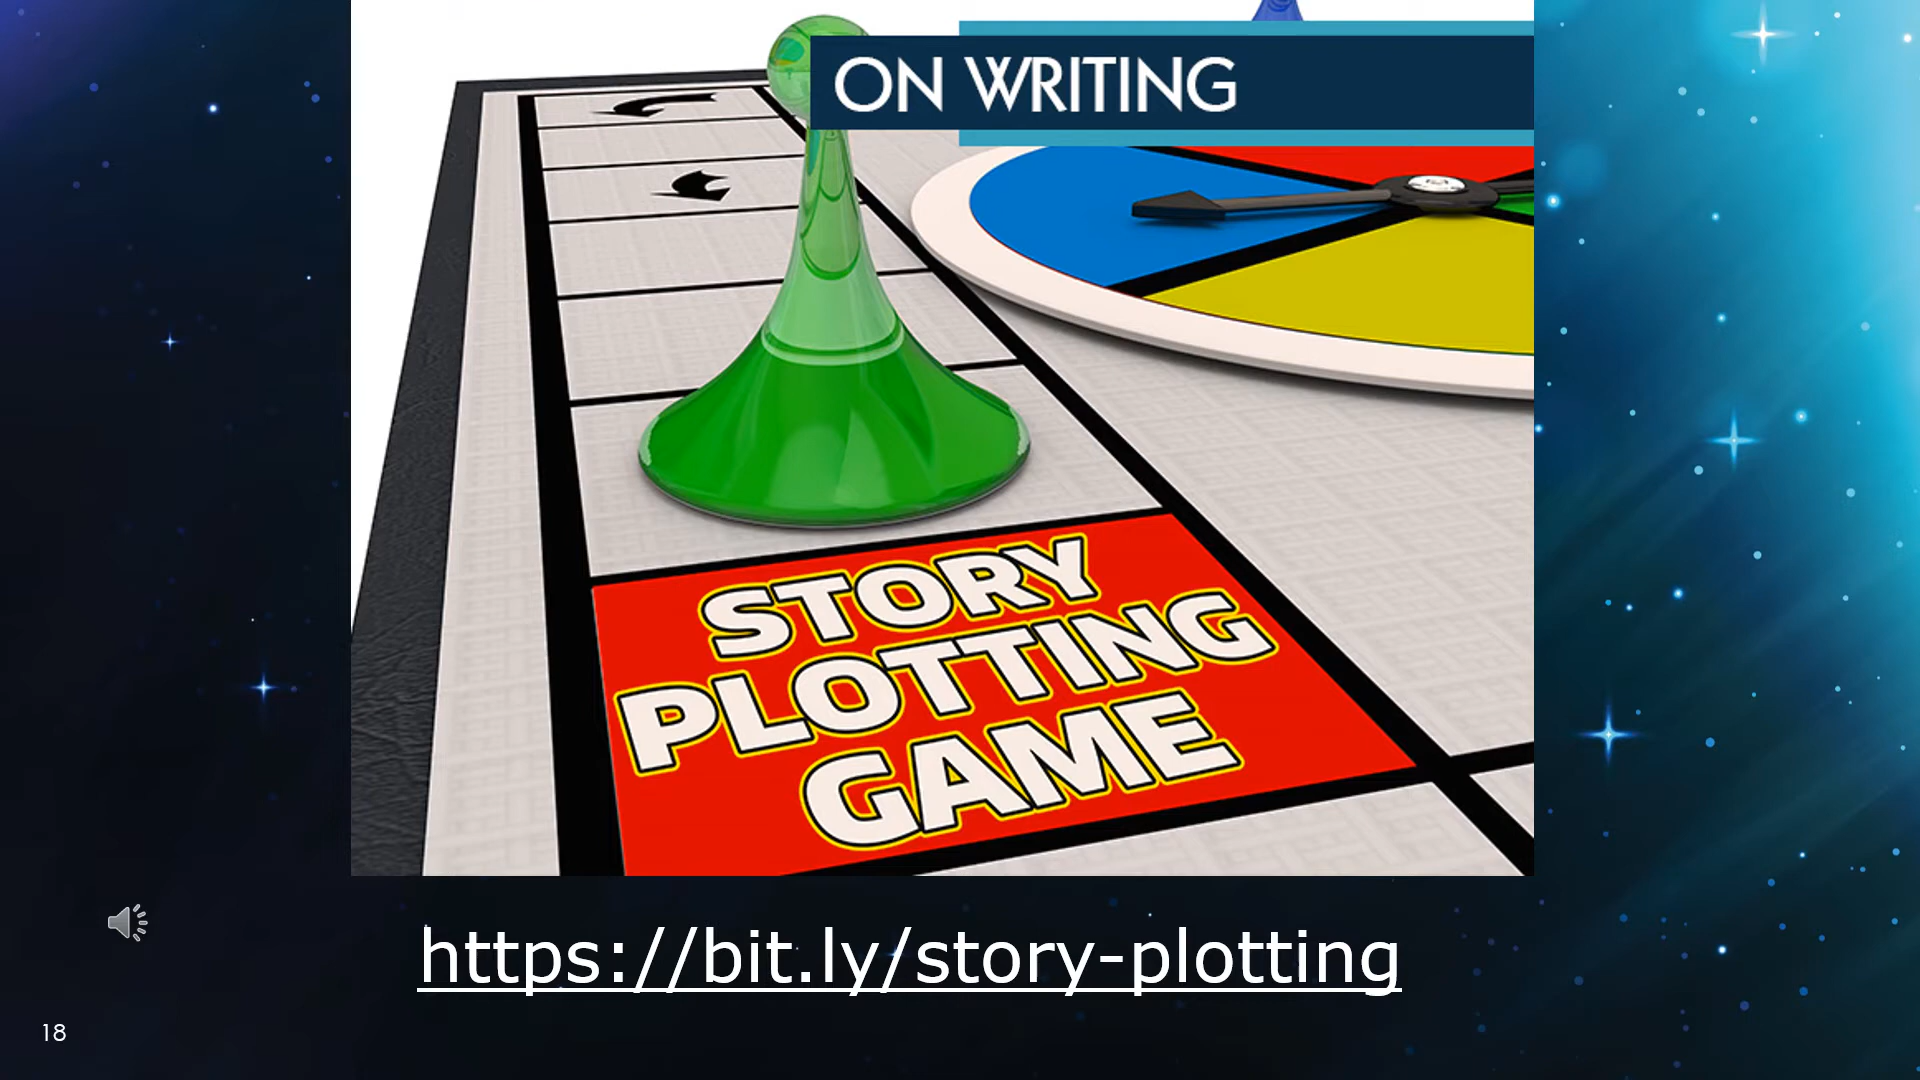 ON WRITING
STORY
PLOTTING
GAME
https://bit.ly/story-plotting
18